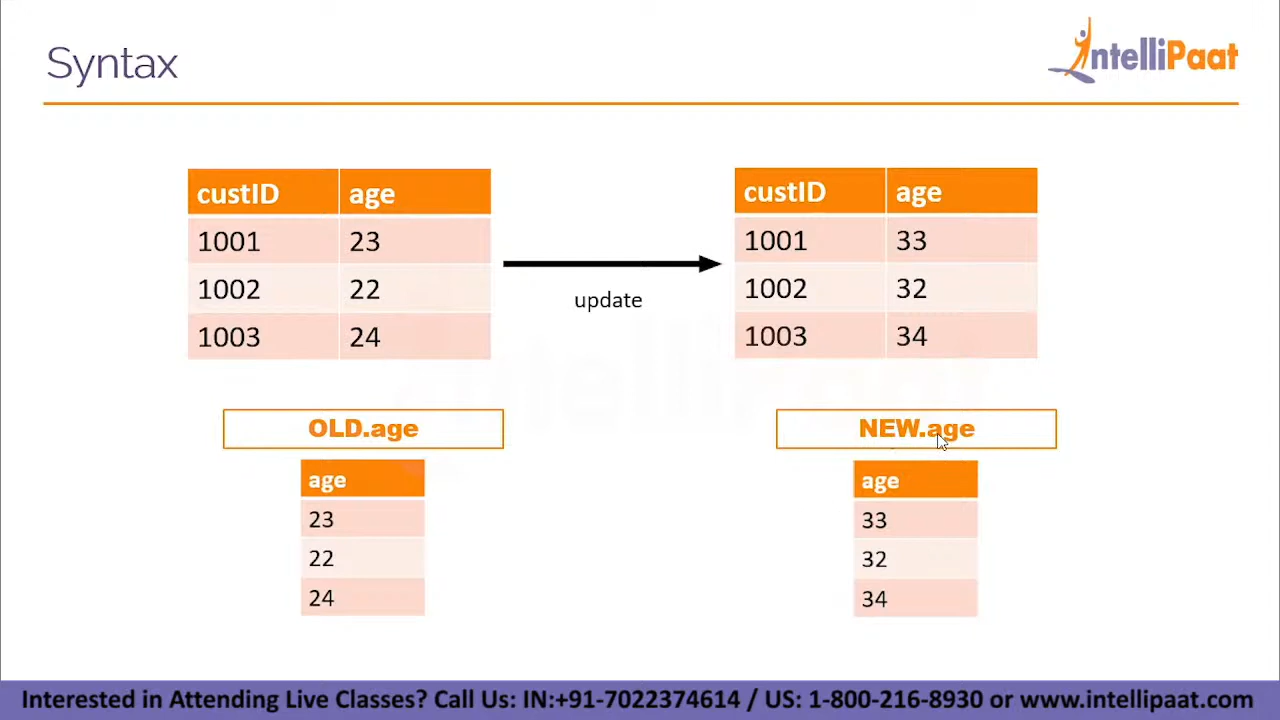 Syntax
IntelliPaat
custID age
1001 23
1002 22
1003 24
update
custID age
1001 33
1002 32
1003 34
OLD.age
age
23
22
24
NEW.age
age
33
32
34
Interested in Attending Live Classes? Call Us: IN:+91-7022374614 / US: 1-800-216-8930 or www.intellipaat.com